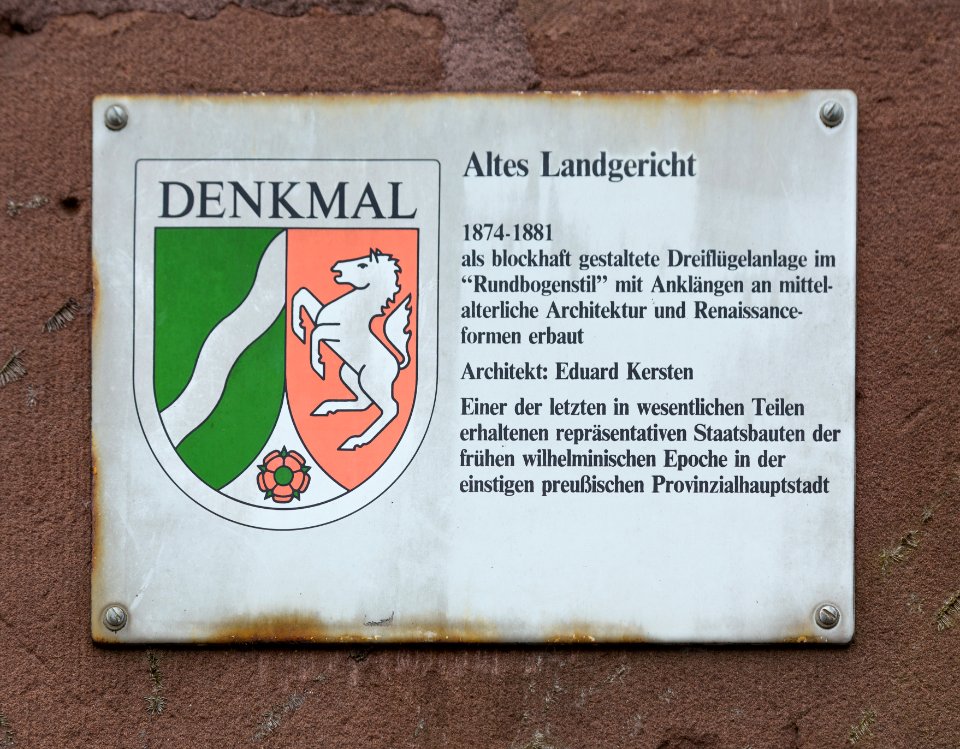 DENKMAL
Altes Landgericht
1874-1881
als blockhaft gestaltete Dreiflügelanlage im
“Rundbogenstil” mit Anklängen an mittel-
alterliche Architektur und Renaissance-
formen erbaut
Architekt: Eduard Kersten
Einer der letzten in wesentlichen Teilen
erhaltenen repräsentativen Staatsbauten der
frühen wilhelminischen Epoche in der
einstigen preußischen Provinzialhauptstadt